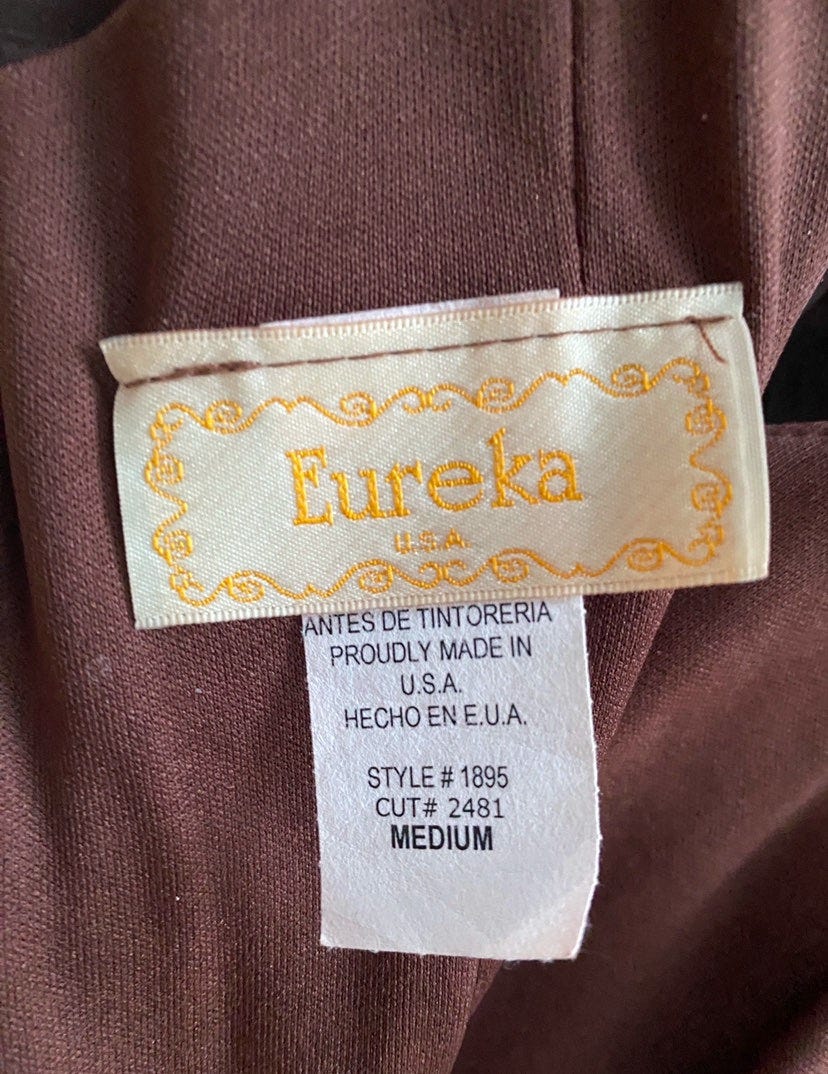 Eureka
U.S.A.
ANTES DE TINTORERIA
PROUDLY MADE IN
U.S.A.
HECHO EN E.U.A.
STYLE # 1895
CUT# 2481
MEDIUM